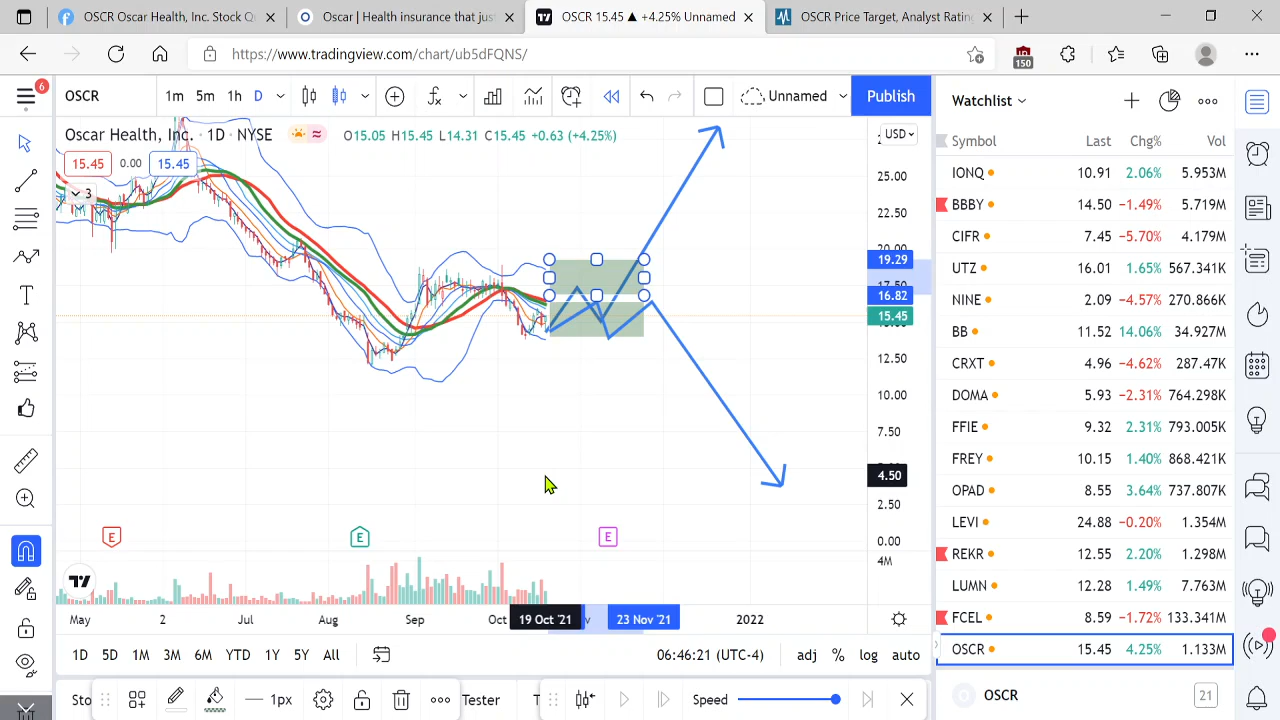 OSCR Oscar Health, Inc. Stock Q
Oscar | Health insurance that jus
OSCR 15.45 ▲ +4.25% Unnamed
OSCR Price Target, Analyst Ratin
https://www.tradingview.com/chart/ub5dFQNS/
150
6
OSCR
1m 5m 1h D
Unnamed
Publish
Oscar Health, Inc. · 1D · NYSE
O15.05 H15.45 L14.31 C15.45 +0.63 (+4.25%)
15.45 0.00 15.45
3
USD
25.00
22.50
20.00
19.29
17.50
16.82
15.45
12.50
10.00
7.50
4.50
2.50
0.00
4M
E E E
May 2 Jul Aug Sep Oct 19 Oct '21 23 Nov '21 2022
1D 5D 1M 3M 6M YTD 1Y 5Y All
06:46:21 (UTC-4) adj % log auto
Sto
1px
Tester
Speed
Watchlist
Symbol Last Chg% Vol
IONQ 10.91 2.06% 5.953M
BBBY 14.50 −1.49% 5.719M
CIFR 7.45 −5.70% 4.179M
UTZ 16.01 1.65% 567.341K
NINE 2.09 −4.57% 270.866K
BB 11.52 14.06% 34.927M
CRXT 4.96 −4.62% 287.47K
DOMA 5.93 −2.31% 764.298K
FFIE 9.32 2.31% 793.005K
FREY 10.15 1.40% 868.421K
OPAD 8.55 3.64% 737.807K
LEVI 24.88 −0.20% 1.354M
REKR 12.55 2.20% 1.298M
LUMN 12.28 1.49% 7.763M
FCEL 8.59 −1.72% 133.341M
OSCR 15.45 4.25% 1.133M
OSCR
21